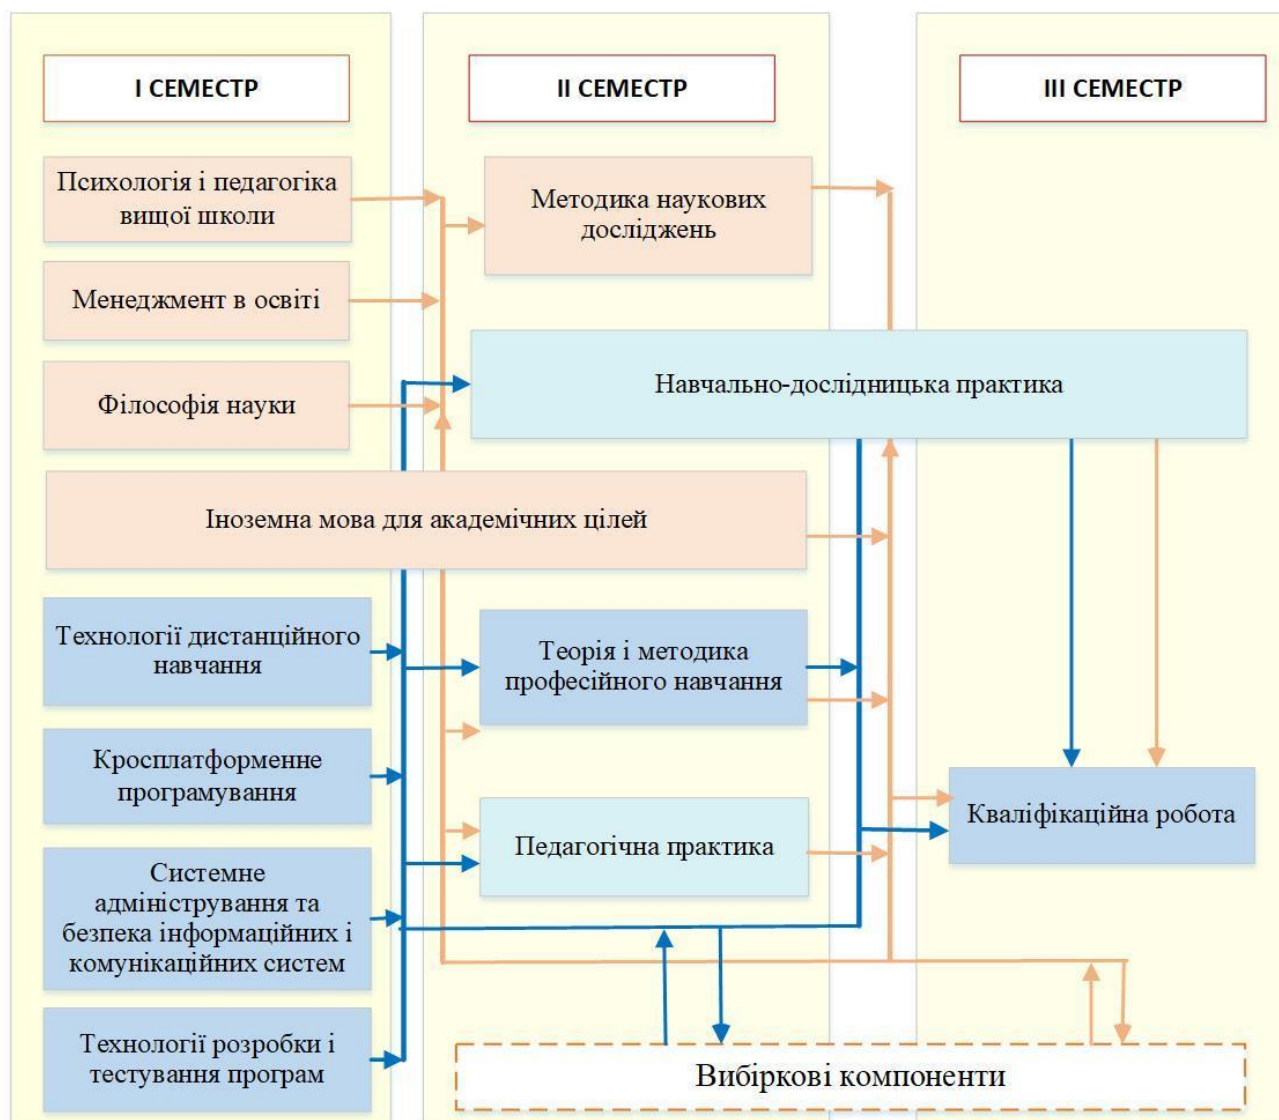 І СЕМЕСТР
ІІ СЕМЕСТР
ІІІ СЕМЕСТР
Психологія і педагогіка
вищої школи
Методика наукових
досліджень
Менеджмент в освіті
Навчально-дослідницька практика
Філософія науки
Іноземна мова для академічних цілей
Технології дистанційного
навчання
Теорія і методика
професійного навчання
Кросплатформенне
програмування
Кваліфікаційна робота
Педагогічна практика
Системне
адміністрування та
безпека інформаційних і
комунікаційних систем
Технології розробки і
тестування програм
Вибіркові компоненти